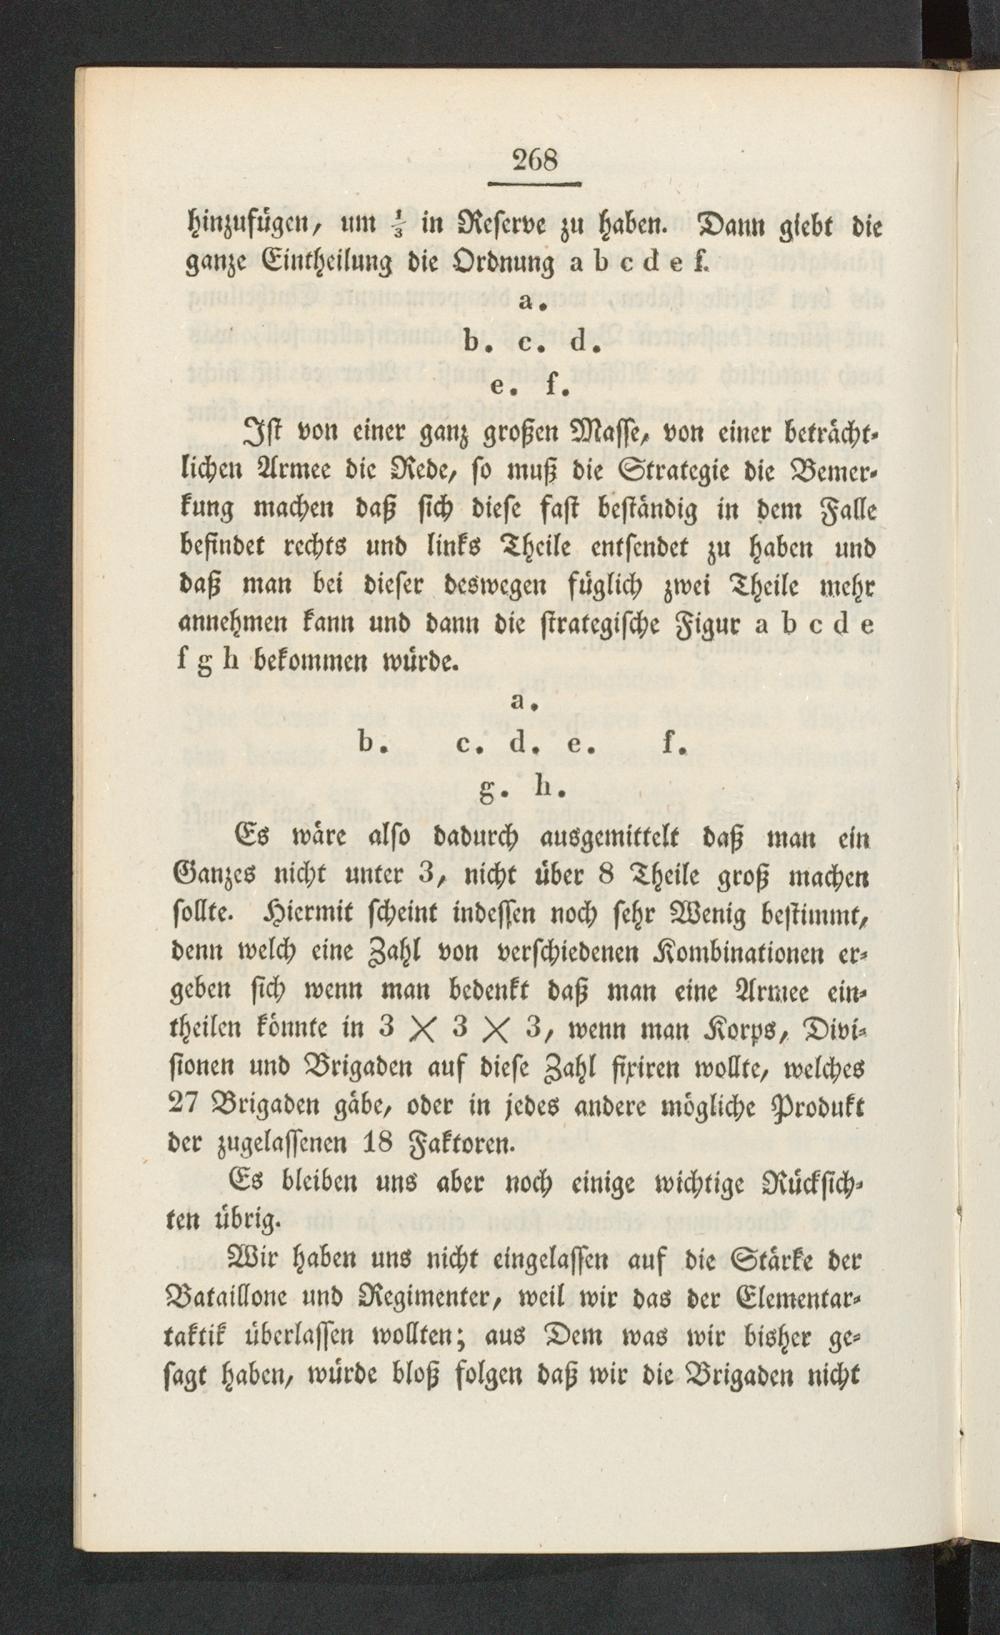 268
hinzufügen, um ⅓ in Reserve zu haben. Dann giebt die
ganze Eintheilung die Ordnung a b c d e f.
a.
b. c. d.
e. f.
Ist von einer ganz großen Masse, von einer beträcht-
lichen Armee die Rede, so muß die Strategie die Bemer-
kung machen daß sich diese fast beständig in dem Falle
befindet rechts und links Theile entsendet zu haben und
daß man bei dieser deswegen füglich zwei Theile mehr
annehmen kann und dann die strategische Figur a b c d e
f g h bekommen würde.
a.
b. c. d. e. f.
g. h.
Es wäre also dadurch ausgemittelt daß man ein
Ganzes nicht unter 3, nicht über 8 Theile groß machen
sollte. Hiermit scheint indessen noch sehr Wenig bestimmt,
denn welch eine Zahl von verschiedenen Kombinationen er-
geben sich wenn man bedenkt daß man eine Armee ein-
theilen könnte in 3 × 3 × 3, wenn man Korps, Divi-
sionen und Brigaden auf diese Zahl fixiren wollte, welches
27 Brigaden gäbe, oder in jedes andere mögliche Produkt
der zugelassenen 18 Faktoren.
Es bleiben uns aber noch einige wichtige Rücksich-
ten übrig.
Wir haben uns nicht eingelassen auf die Stärke der
Bataillone und Regimenter, weil wir das der Elementar-
taktik überlassen wollten; aus Dem was wir bisher ge-
sagt haben, würde bloß folgen daß wir die Brigaden nicht